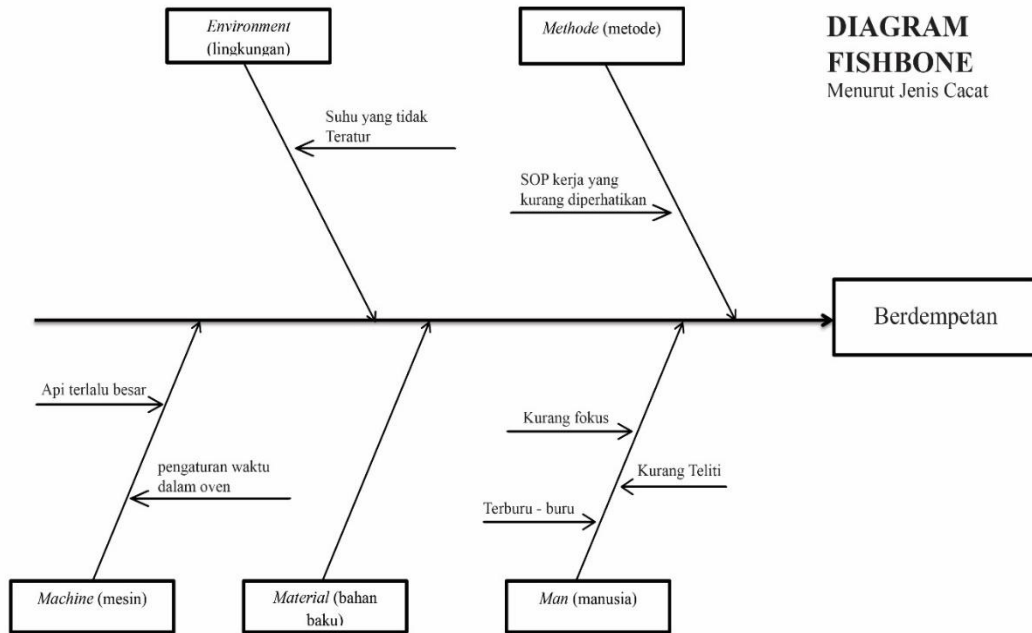 Environment
(lingkungan)
Methode (metode)
DIAGRAM
FISHBONE
Menurut Jenis Cacat
Suhu yang tidak
Teratur
SOP kerja yang
kurang diperhatikan
Berdempetan
Api terlalu besar
pengaturan waktu
dalam oven
Kurang fokus
Kurang Teliti
Terburu - buru
Machine (mesin)
Material (bahan
baku)
Man (manusia)